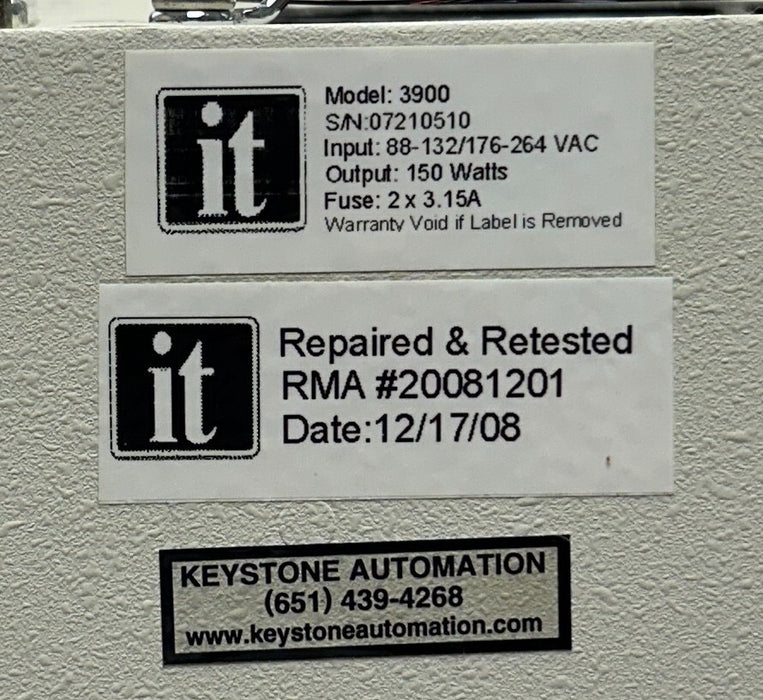 it
Model: 3900
S/N:07210510
Input: 88-132/176-264 VAC
Output: 150 Watts
Fuse: 2 x 3.15A
Warranty Void if Label is Removed
it
Repaired & Retested
RMA #20081201
Date:12/17/08
KEYSTONE AUTOMATION
(651) 439-4268
www.keystoneautomation.com